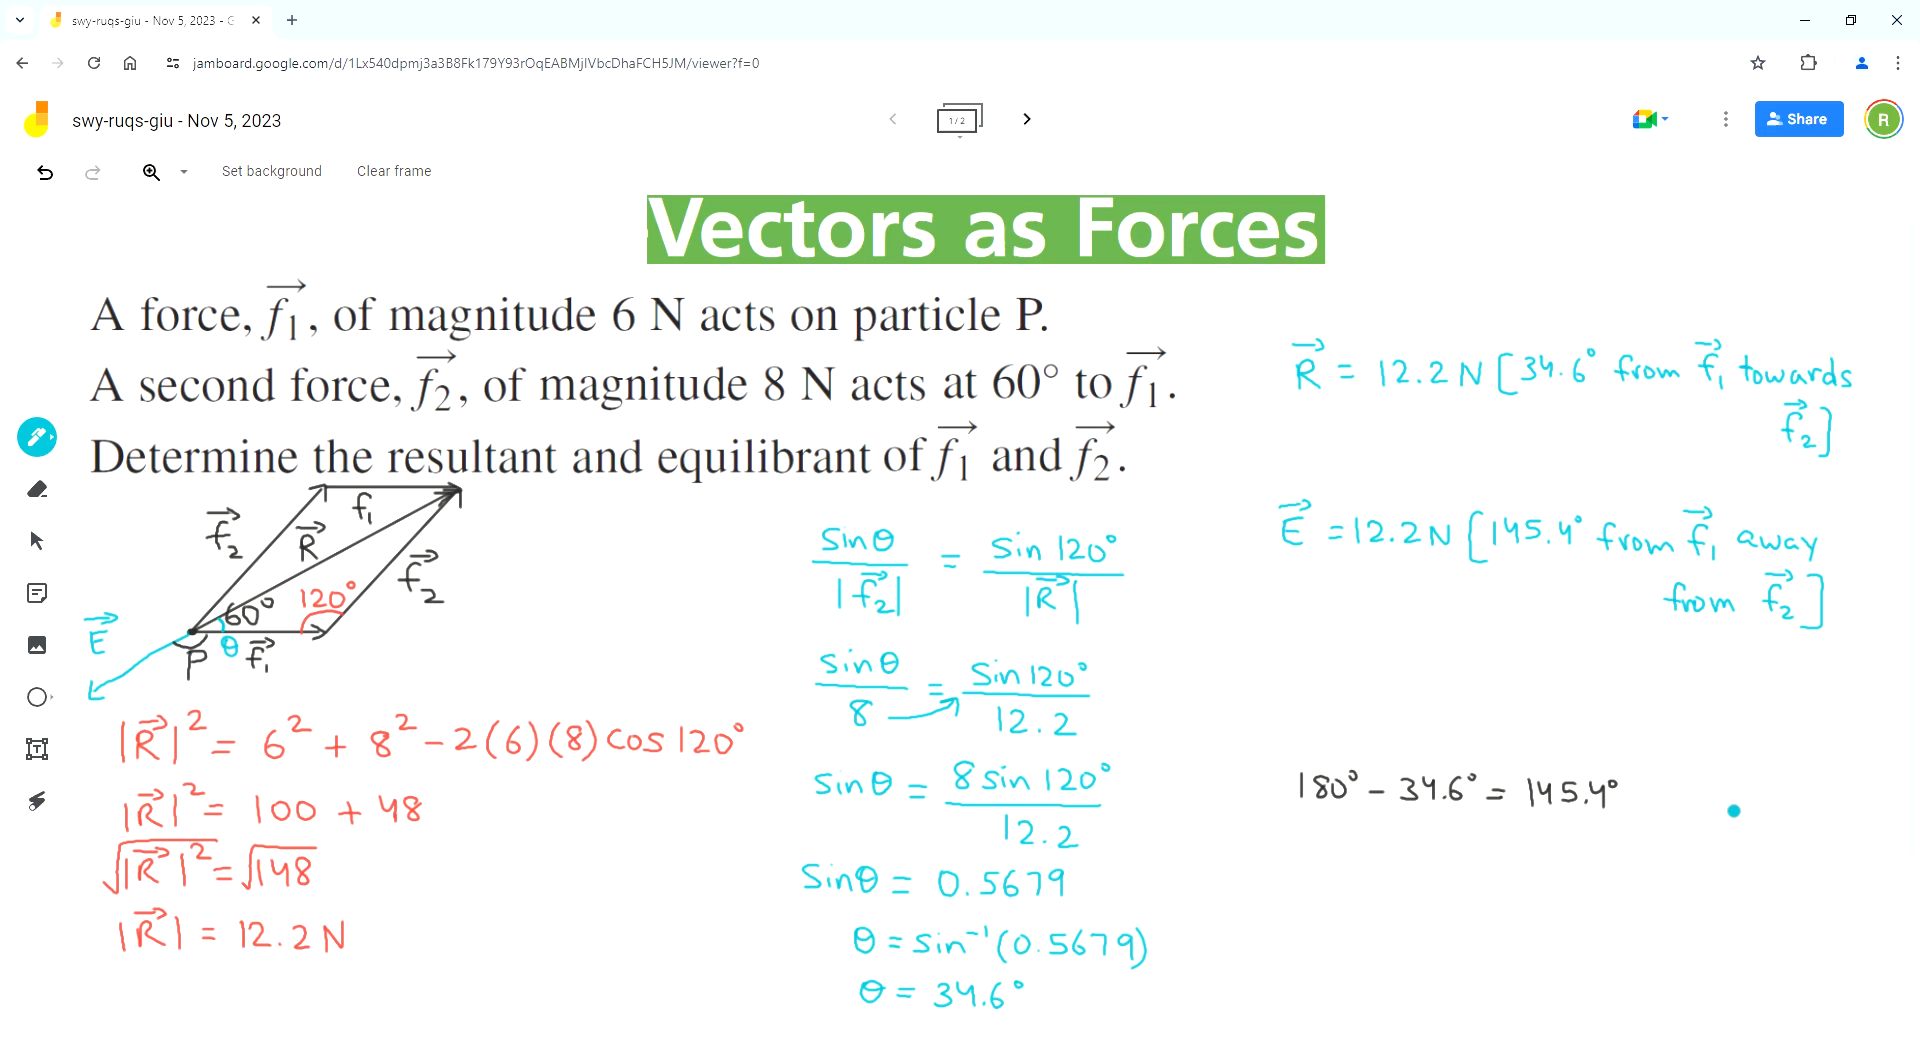 swy-ruqs-giu - Nov 5, 2023 - G
jamboard.google.com/d/1Lx540dpmj3a3B8Fk179Y93rOqEABMjIVbcDhaFCH5JM/viewer?f=0
swy-ruqs-giu - Nov 5, 2023
1 / 2
Share
R
Set background
Clear frame
Vectors as Forces
A force, f₁, of magnitude 6 N acts on particle P.
A second force, f₂, of magnitude 8 N acts at 60° to f₁.
Determine the resultant and equilibrant of f₁ and f₂.
f₁
f₂
R
f₂
60°
120°
E
θ
P
f₁
|R|² = 6² + 8² - 2(6)(8) cos 120°
|R|² = 100 + 48
√|R|² = √148
|R| = 12.2 N
sinθ / |f₂| = sin 120° / |R|
sinθ / 8 = sin 120° / 12.2
sinθ = 8 sin 120° / 12.2
sinθ = 0.5679
θ = sin⁻¹(0.5679)
θ = 34.6°
R = 12.2 N [34.6° from f₁ towards
f₂]
E = 12.2 N [145.4° from f₁ away
from f₂]
180° - 34.6° = 145.4°